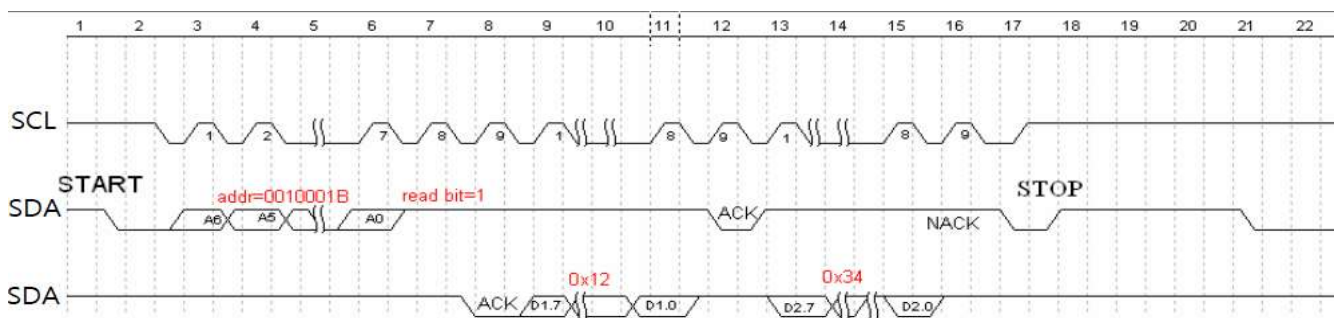 1 2 3 4 5 6 7 8 9 10 11 12 13 14 15 16 17 18 19 20 21 22
SCL 1 2 7 8 9 1 8 9 1 8 9
START addr=0010001B read bit=1 STOP
SDA A6 A5 A0 ACK NACK
0x12 0x34
SDA ACK D1.7 D1.0 D2.7 D2.0